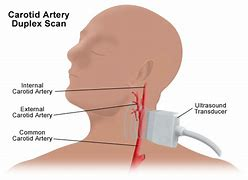 Carotid Artery
Duplex Scan
Internal
Carotid Artery
External
Carotid Artery
Common
Carotid Artery
Ultrasound
Transducer